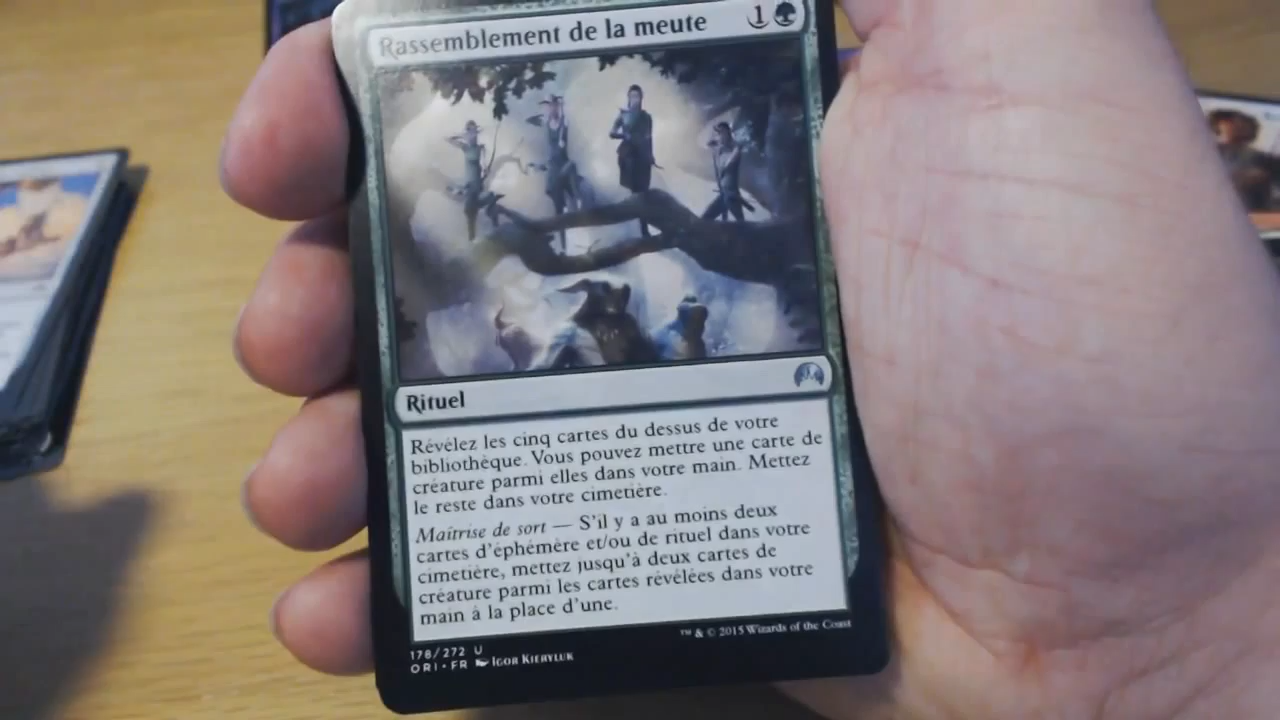 Rassemblement de la meute 1
Rituel
Révélez les cinq cartes du dessus de votre
bibliothèque. Vous pouvez mettre une carte de
créature parmi elles dans votre main. Mettez
le reste dans votre cimetière.
Maîtrise de sort — S'il y a au moins deux
cartes d'éphémère et/ou de rituel dans votre
cimetière, mettez jusqu'à deux cartes de
créature parmi les cartes révélées dans votre
main à la place d'une.
™ & © 2015 Wizards of the Coast
178/272 U
ORI • FR Igor Kieryluk